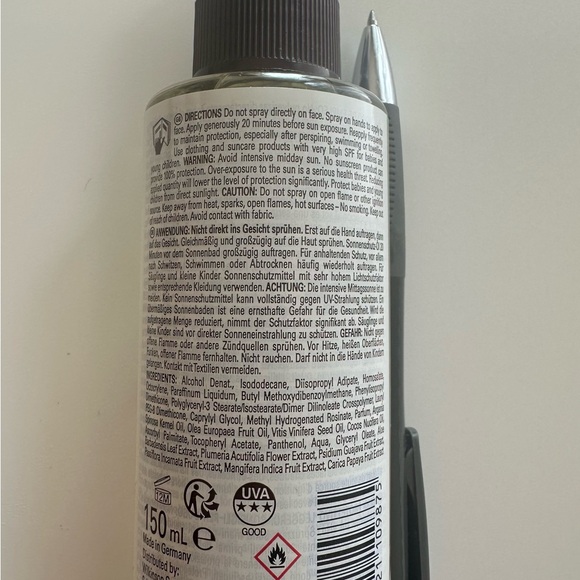 GB DIRECTIONS Do not spray directly on face. Spray on hands to apply to
face. Apply generously 20 minutes before sun exposure. Reapply frequently
to maintain protection, especially after perspiring, swimming or towelling.
Use clothing and suncare products with very high SPF for babies and
young children. WARNING: Avoid intensive midday sun. No sunscreen product can
provide 100% protection. Over-exposure to the sun is a serious health threat. Reducing
applied quantity will lower the level of protection significantly. Protect babies and young
children from direct sunlight. CAUTION: Do not spray on open flame or other ignition
source. Keep away from heat, sparks, open flames, hot surfaces – No smoking. Keep out
of reach of children. Avoid contact with fabric.
ANWENDUNG: Nicht direkt ins Gesicht sprühen. Erst auf die Hand auftragen, dann
auf das Gesicht. Gleichmäßig und großzügig auf die Haut sprühen. Sonnenschutz-Öl 20
Minuten vor dem Sonnenbad großzügig auftragen. Für anhaltenden Schutz, vor allem
nach Schwitzen, Schwimmen oder Abtrocknen häufig wiederholt auftragen. Für
Säuglinge und kleine Kinder Sonnenschutzmittel mit sehr hohem Lichtschutzfaktor
sowie entsprechende Kleidung verwenden. ACHTUNG: Die intensive Mittagssonne ist zu
meiden. Kein Sonnenschutzmittel kann vollständig gegen UV-Strahlung schützen. Ein
übermäßiges Sonnenbaden ist eine ernsthafte Gefahr für die Gesundheit. Wird die
aufgetragene Menge reduziert, nimmt der Schutzfaktor signifikant ab. Säuglinge und
kleine Kinder sind vor direkter Sonneneinstrahlung zu schützen. GEFAHR: Nicht gegen
offene Flamme oder andere Zündquellen sprühen. Vor Hitze, heißen Oberflächen,
Funken, offener Flamme fernhalten. Nicht rauchen. Darf nicht in die Hände von Kindern
gelangen. Kontakt mit Textilien vermeiden.
INGREDIENTS: Alcohol Denat., Isododecane, Diisopropyl Adipate, Homosalate,
Octocrylene, Paraffinum Liquidum, Butyl Methoxydibenzoylmethane, Phenylisopropyl
Dimethicone, Polyglyceryl-3 Stearate/Isostearate/Dimer Dilinoleate Crosspolymer, Lauryl
PEG-8 Dimethicone, Caprylyl Glycol, Methyl Hydrogenated Rosinate, Parfum, Argania
Spinosa Kernel Oil, Olea Europaea Fruit Oil, Vitis Vinifera Seed Oil, Cocos Nucifera Oil,
Ascorbyl Palmitate, Tocopheryl Acetate, Panthenol, Aqua, Glyceryl Oleate, Aloe
Barbadensis Leaf Extract, Plumeria Acutifolia Flower Extract, Psidium Guajava Fruit Extract,
Passiflora Incarnata Fruit Extract, Mangifera Indica Fruit Extract, Carica Papaya Fruit Extract
12M
UVA
GOOD
150 mL e
Made in Germany
Distributed by: